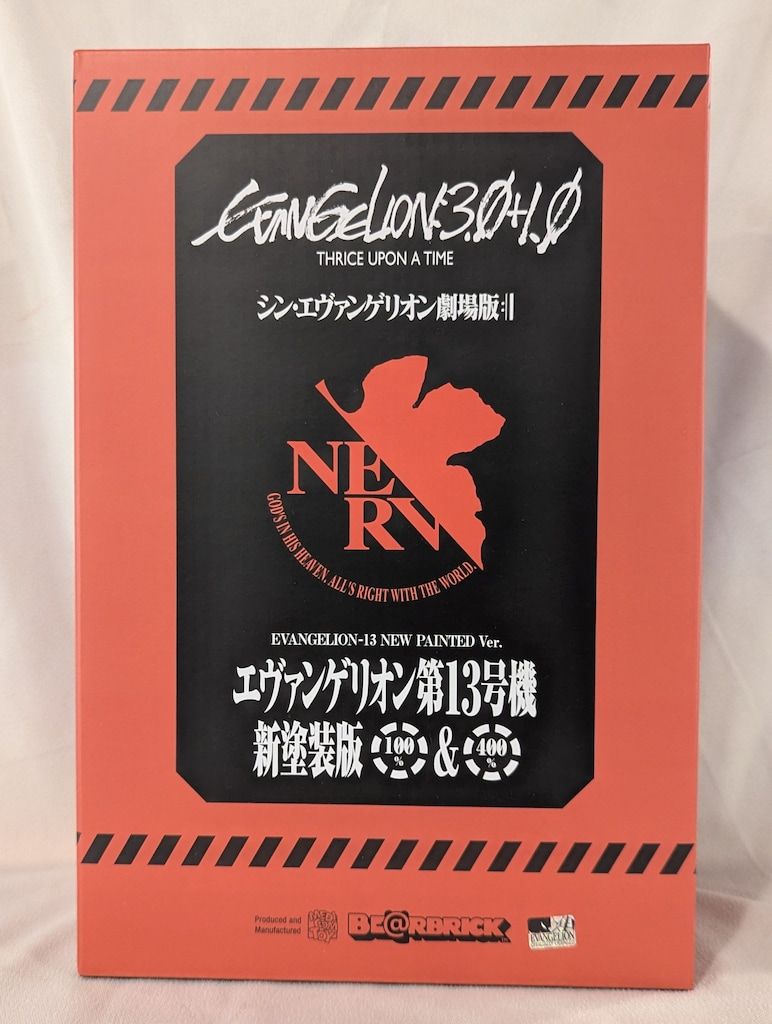 EVANGELION:3.0+1.0
THRICE UPON A TIME
シン・エヴァンゲリオン劇場版:||
NERV
GOD'S IN HIS HEAVEN. ALL'S RIGHT WITH THE WORLD.
EVANGELION-13 NEW PAINTED Ver.
エヴァンゲリオン第13号機
新塗装版 100% & 400%
Produced and
Manufactured
MEDICOM TOY
BE@RBRICK
EVANGELION